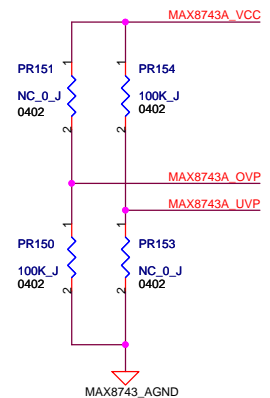 MAX8743A_VCC
1 1
PR151 PR154
NC_0_J 100K_J
0402 0402
2 2
MAX8743A_OVP
MAX8743A_UVP
1 1
PR150 PR153
100K_J NC_0_J
0402 0402
2 2
MAX8743_AGND